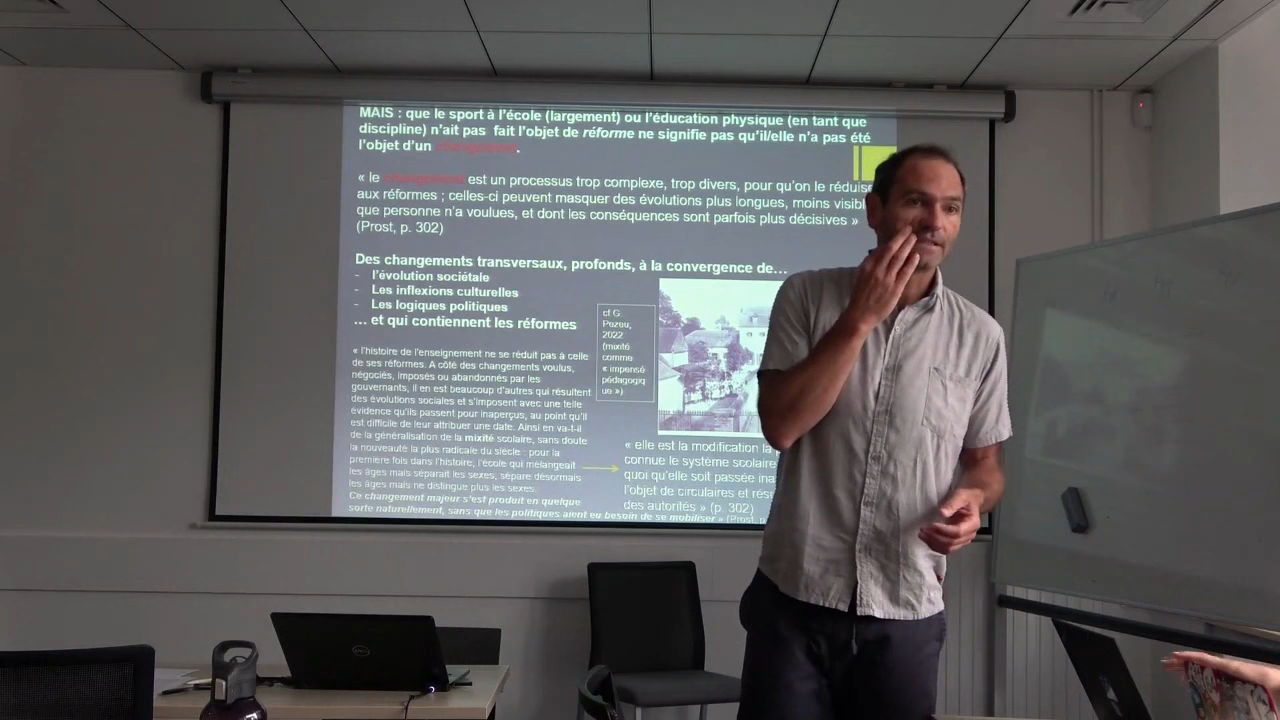 MAIS : que le sport à l'école (largement) ou l'éducation physique (en tant que
discipline) n'ait pas fait l'objet de réforme ne signifie pas qu'il/elle n'a pas été
l'objet d'un changement.
« le changement est un processus trop complexe, trop divers, pour qu'on le réduise
aux réformes ; celles-ci peuvent masquer des évolutions plus longues, moins visibl
que personne n'a voulues, et dont les conséquences sont parfois plus décisives »
(Prost, p. 302)
Des changements transversaux, profonds, à la convergence de…
- l'évolution sociétale
- Les inflexions culturelles
- Les logiques politiques
… et qui contiennent les réformes
cf G.
Pezeu,
2022
(mixité
comme
« impensé
pédagogiq
ue »)
« l'histoire de l'enseignement ne se réduit pas à celle
de ses réformes. A côté des changements voulus,
négociés, imposés ou abandonnés par les
gouvernants, il en est beaucoup d'autres qui résultent
des évolutions sociales et s'imposent avec une telle
évidence qu'ils passent pour inaperçus, au point qu'il
est difficile de leur attribuer une date. Ainsi en va-t-il
de la généralisation de la mixité scolaire, sans doute
la nouveauté la plus radicale du siècle : pour la
première fois dans l'histoire, l'école qui mélangeait
les âges mais séparait les sexes, sépare désormais
les âges mais ne distingue plus les sexes.
Ce changement majeur s'est produit en quelque
sorte naturellement, sans que les politiques aient eu besoin de se mobiliser » (Prost, p
« elle est la modification la
connue le système scolaire
quoi qu'elle soit passée ina
l'objet de circulaires et rés
des autorités » (p. 302)
DELL